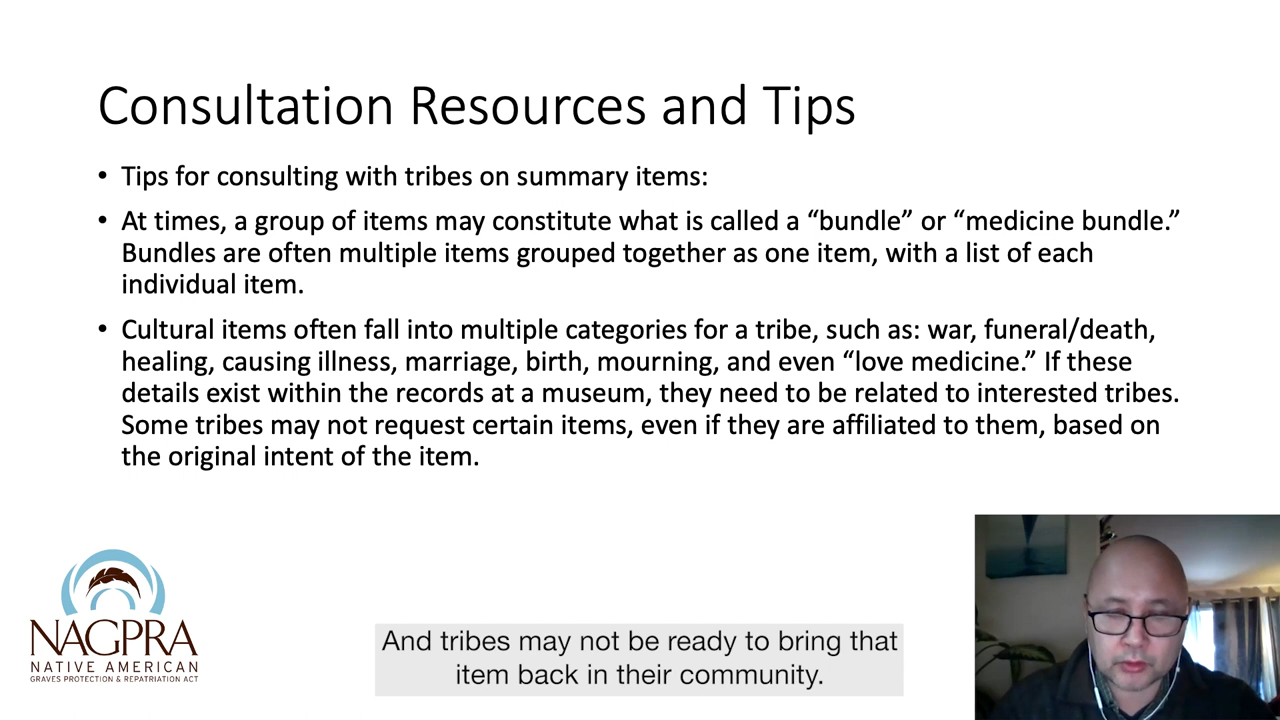 Consultation Resources and Tips
• Tips for consulting with tribes on summary items:
• At times, a group of items may constitute what is called a “bundle” or “medicine bundle.”
Bundles are often multiple items grouped together as one item, with a list of each
individual item.
• Cultural items often fall into multiple categories for a tribe, such as: war, funeral/death,
healing, causing illness, marriage, birth, mourning, and even “love medicine.” If these
details exist within the records at a museum, they need to be related to interested tribes.
Some tribes may not request certain items, even if they are affiliated to them, based on
the original intent of the item.
NAGPRA
NATIVE AMERICAN
GRAVES PROTECTION & REPATRIATION ACT
And tribes may not be ready to bring that
item back in their community.